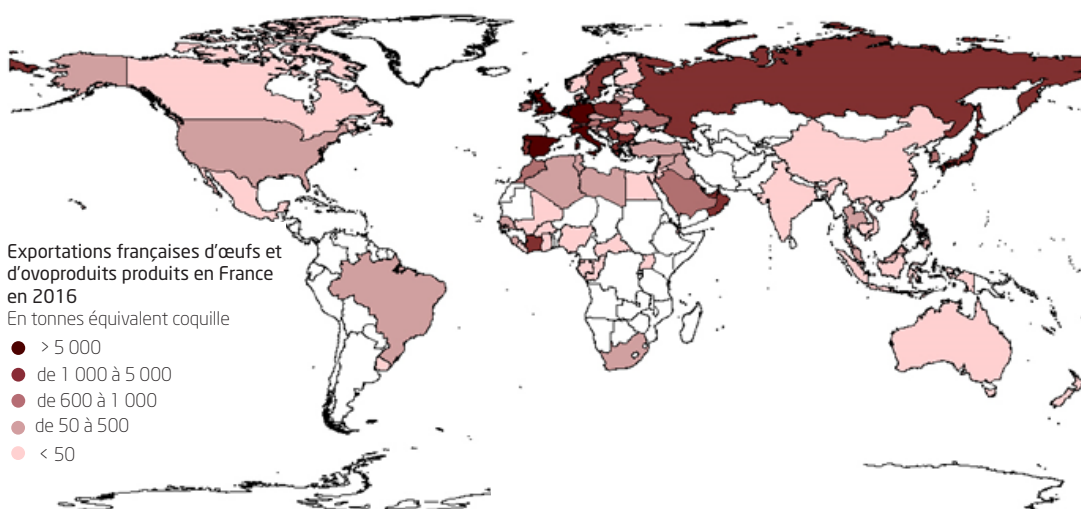 Exportations françaises d'œufs et
d'ovoproduits produits en France
en 2016
En tonnes équivalent coquille
> 5 000
de 1 000 à 5 000
de 600 à 1 000
de 50 à 500
< 50